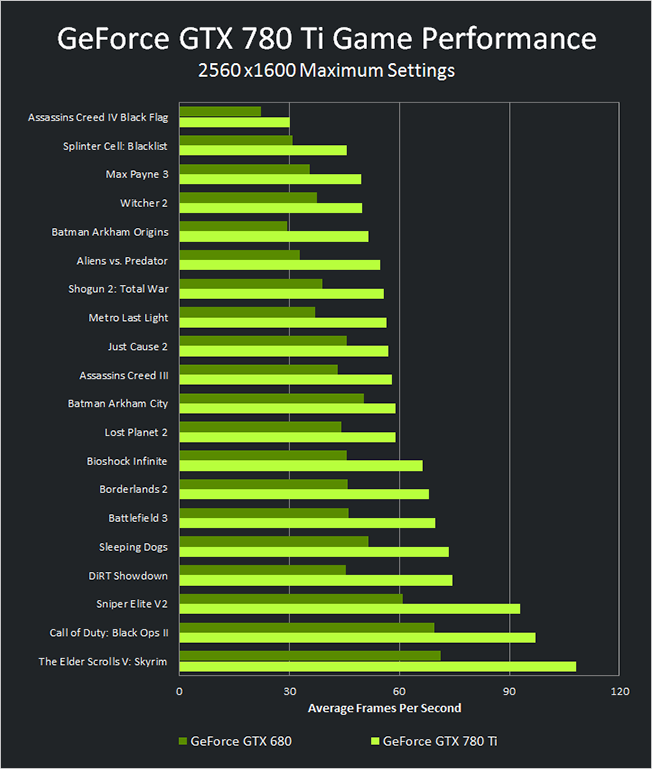 GeForce GTX 780 Ti Game Performance
2560 x1600 Maximum Settings
Assassins Creed IV Black Flag
Splinter Cell: Blacklist
Max Payne 3
Witcher 2
Batman Arkham Origins
Aliens vs. Predator
Shogun 2: Total War
Metro Last Light
Just Cause 2
Assassins Creed III
Batman Arkham City
Lost Planet 2
Bioshock Infinite
Borderlands 2
Battlefield 3
Sleeping Dogs
DiRT Showdown
Sniper Elite V2
Call of Duty: Black Ops II
The Elder Scrolls V: Skyrim
0 30 60 90 120
Average Frames Per Second
GeForce GTX 680 GeForce GTX 780 Ti